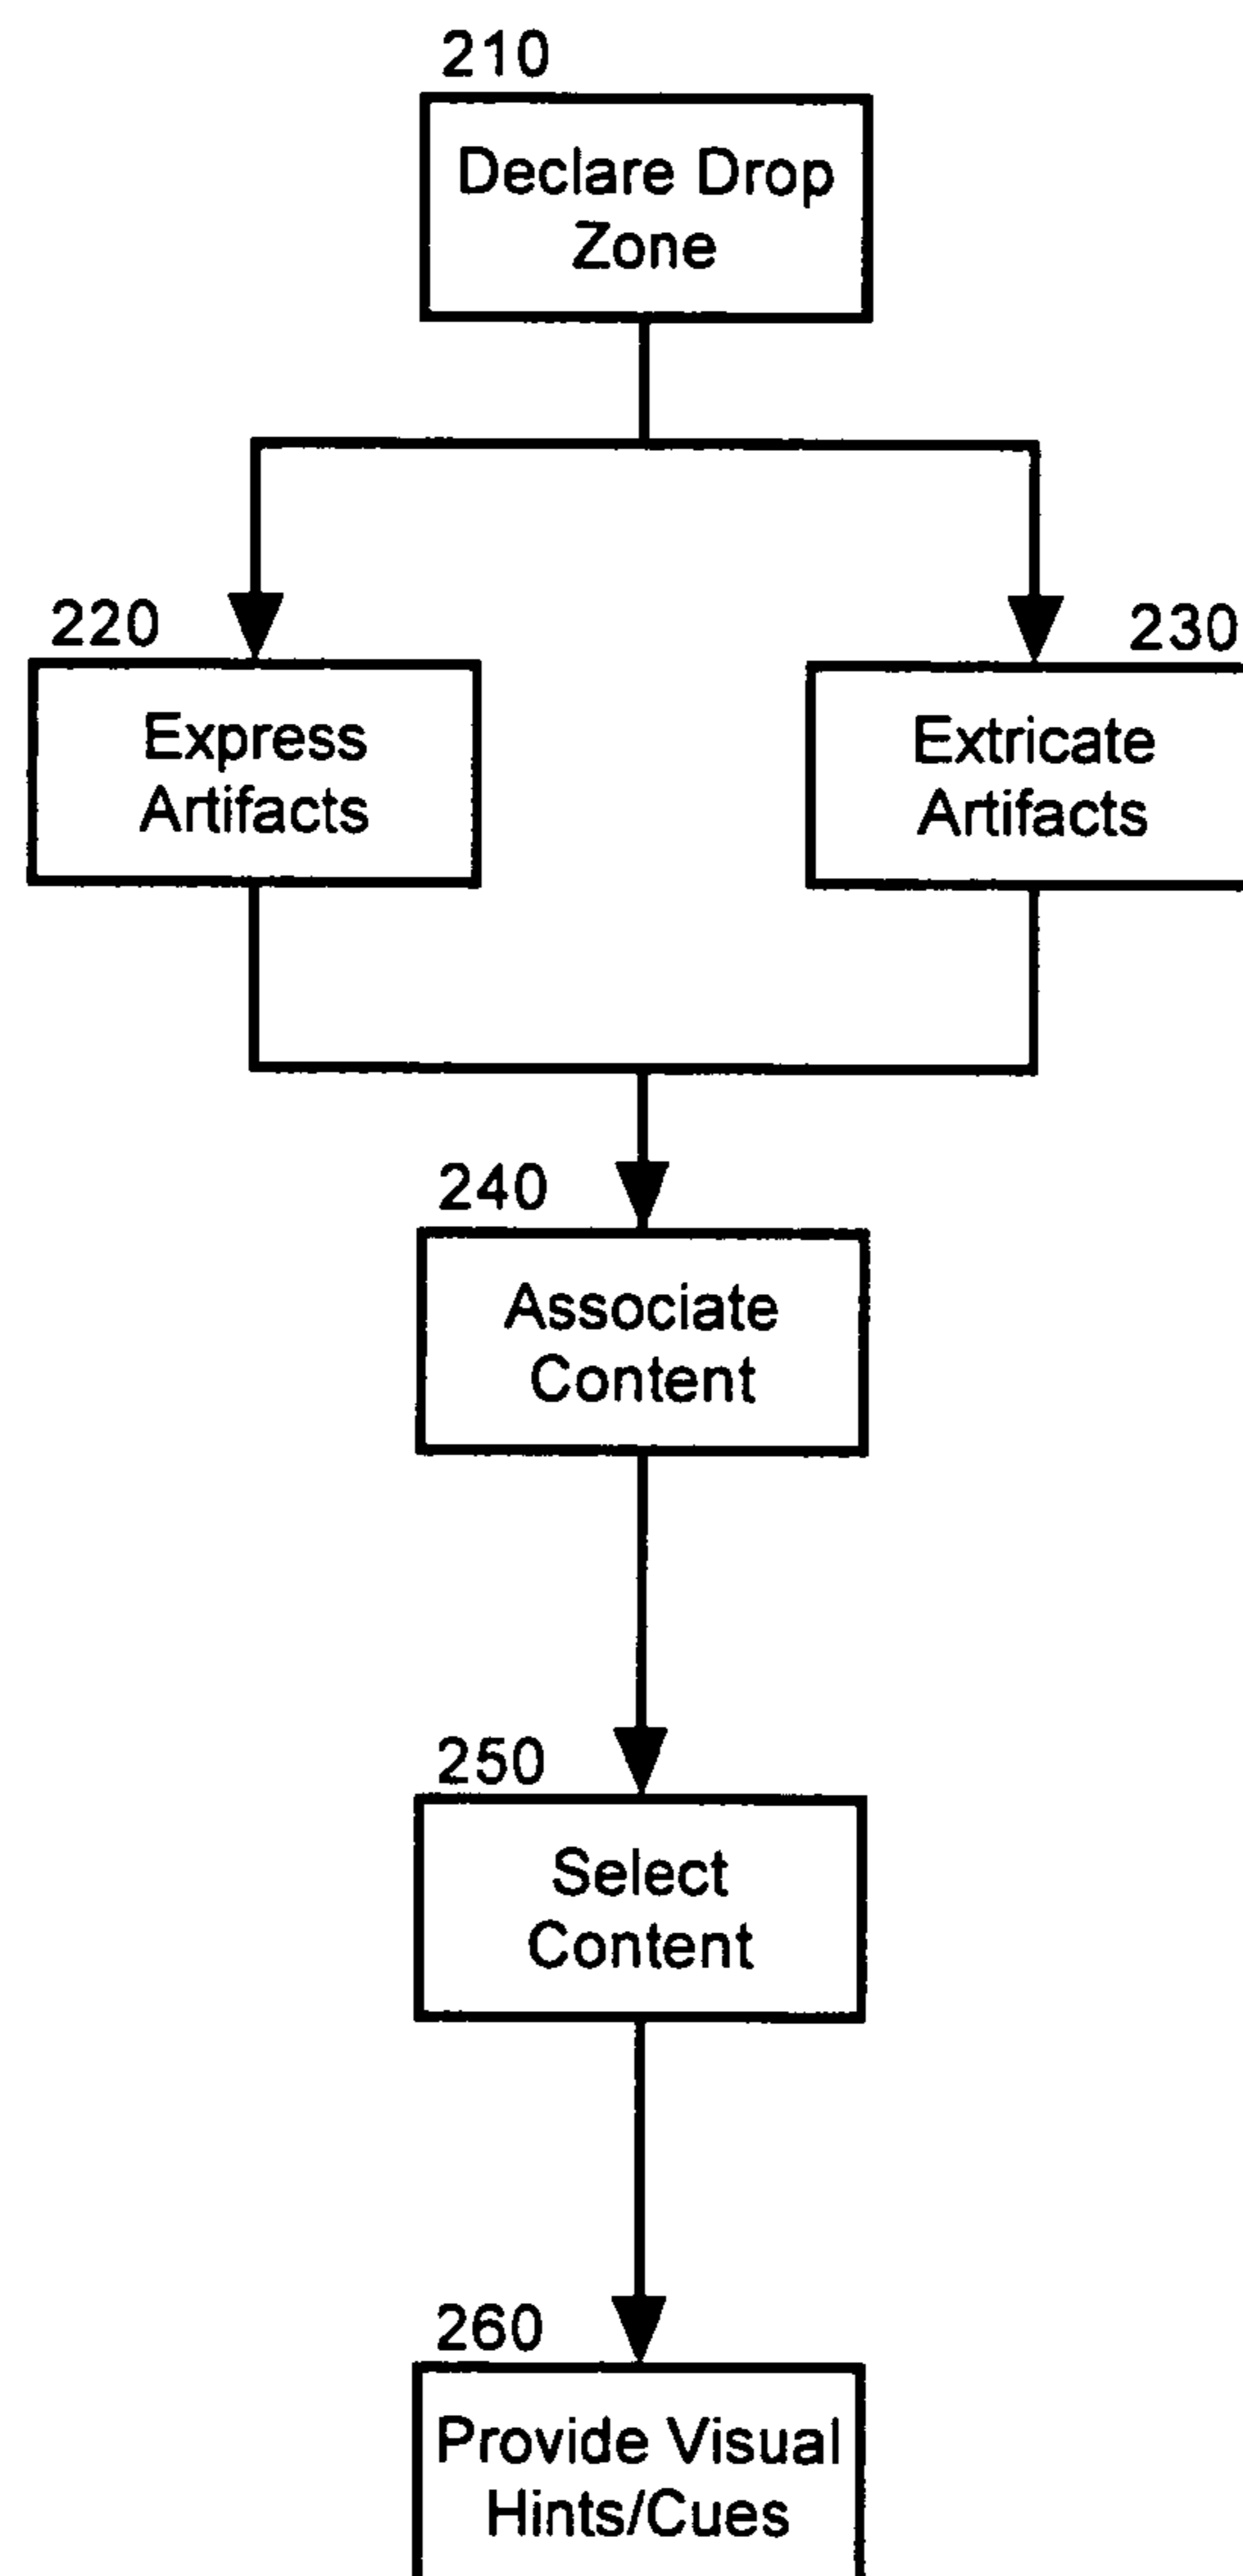 210
Declare Drop
Zone
220
Express
Artifacts
230
Extricate
Artifacts
240
Associate
Content
250
Select
Content
260
Provide Visual
Hints/Cues